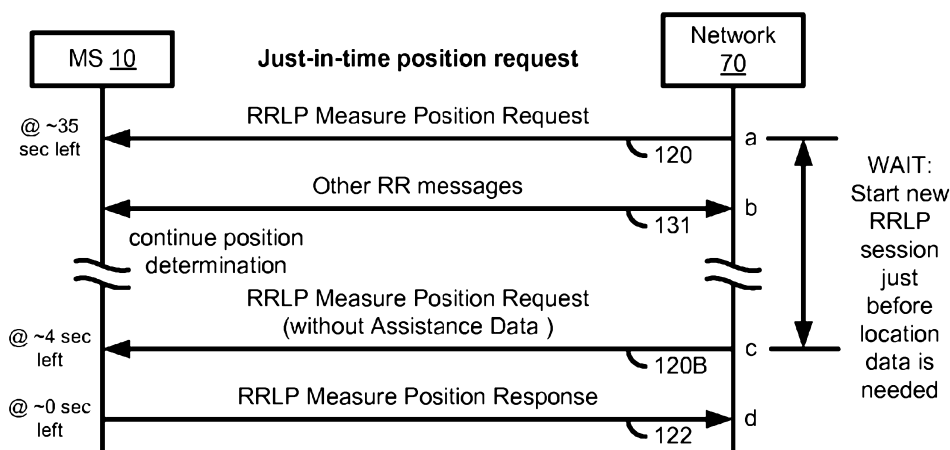 MS 10
Just-in-time position request
Network
70
@ ~35
sec left
RRLP Measure Position Request
a
120
Other RR messages
b
131
continue position
determination
RRLP Measure Position Request
(without Assistance Data )
@ ~4 sec
left
c
120B
RRLP Measure Position Response
@ ~0 sec
left
d
122
WAIT:
Start new
RRLP
session
just
before
location
data is
needed